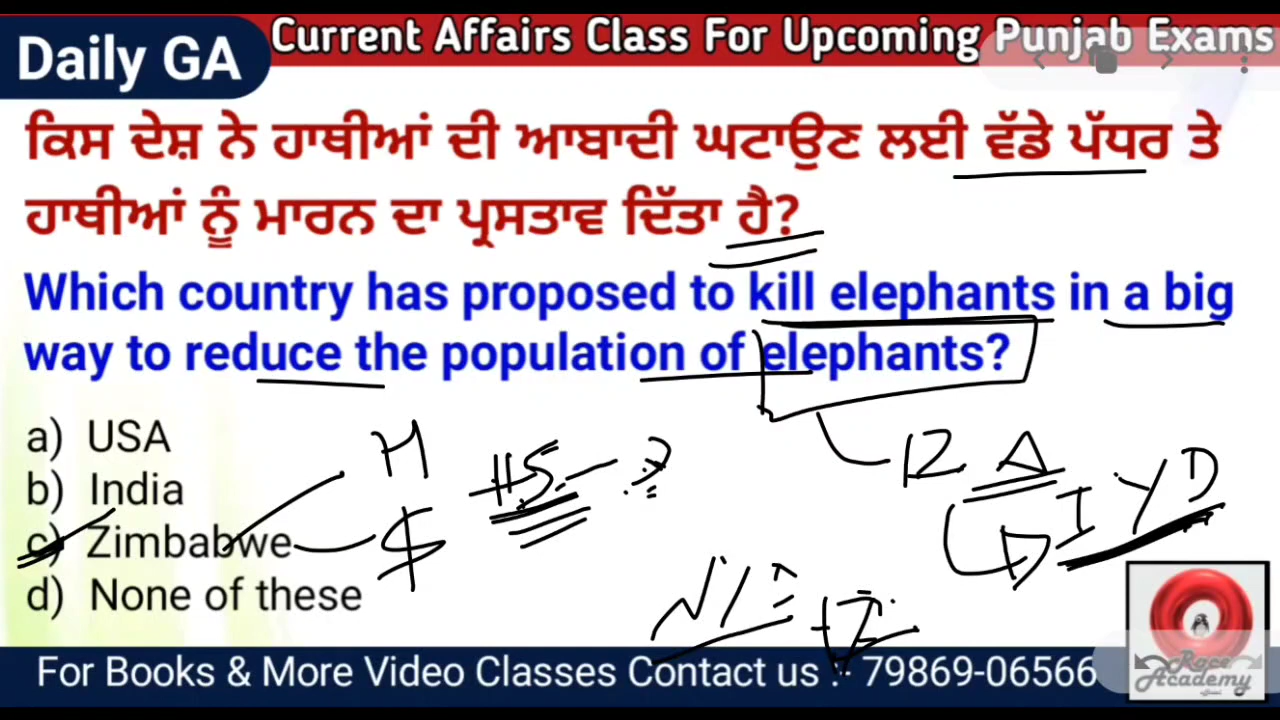 Current Affairs Class For Upcoming Punjab Exams
Daily GA
ਕਿਸ ਦੇਸ਼ ਨੇ ਹਾਥੀਆਂ ਦੀ ਆਬਾਦੀ ਘਟਾਉਣ ਲਈ ਵੱਡੇ ਪੱਧਰ ਤੇ
ਹਾਥੀਆਂ ਨੂੰ ਮਾਰਨ ਦਾ ਪ੍ਰਸਤਾਵ ਦਿੱਤਾ ਹੈ?
Which country has proposed to kill elephants in a big
way to reduce the population of elephants?
a) USA
b) India
c) Zimbabwe
d) None of these
For Books & More Video Classes Contact us :- 79869-06566
Race
Academy